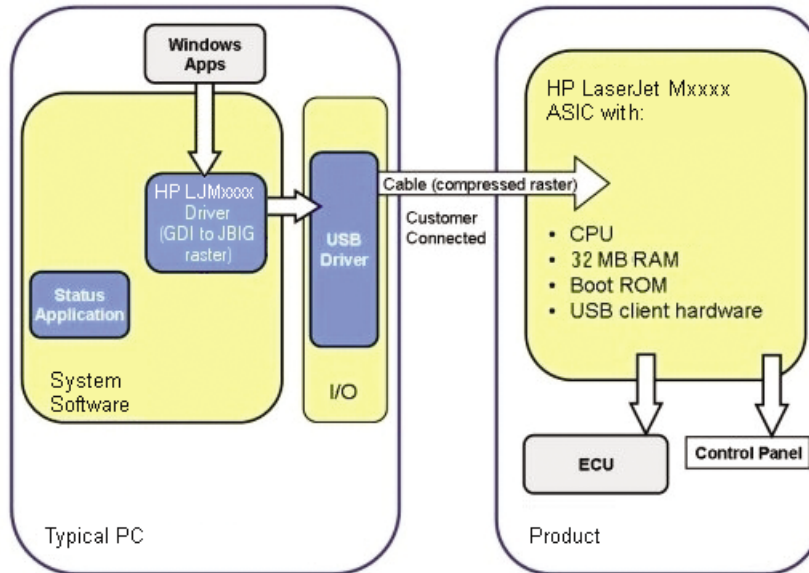 Windows
Apps
HP LJMxxxx
Driver
(GDI to JBIG
raster)
Status
Application
System
Software
USB
Driver
I/O
Typical PC
Cable (compressed raster)
Customer
Connected
HP LaserJet Mxxxx
ASIC with:
• CPU
• 32 MB RAM
• Boot ROM
• USB client hardware
ECU
Control Panel
Product